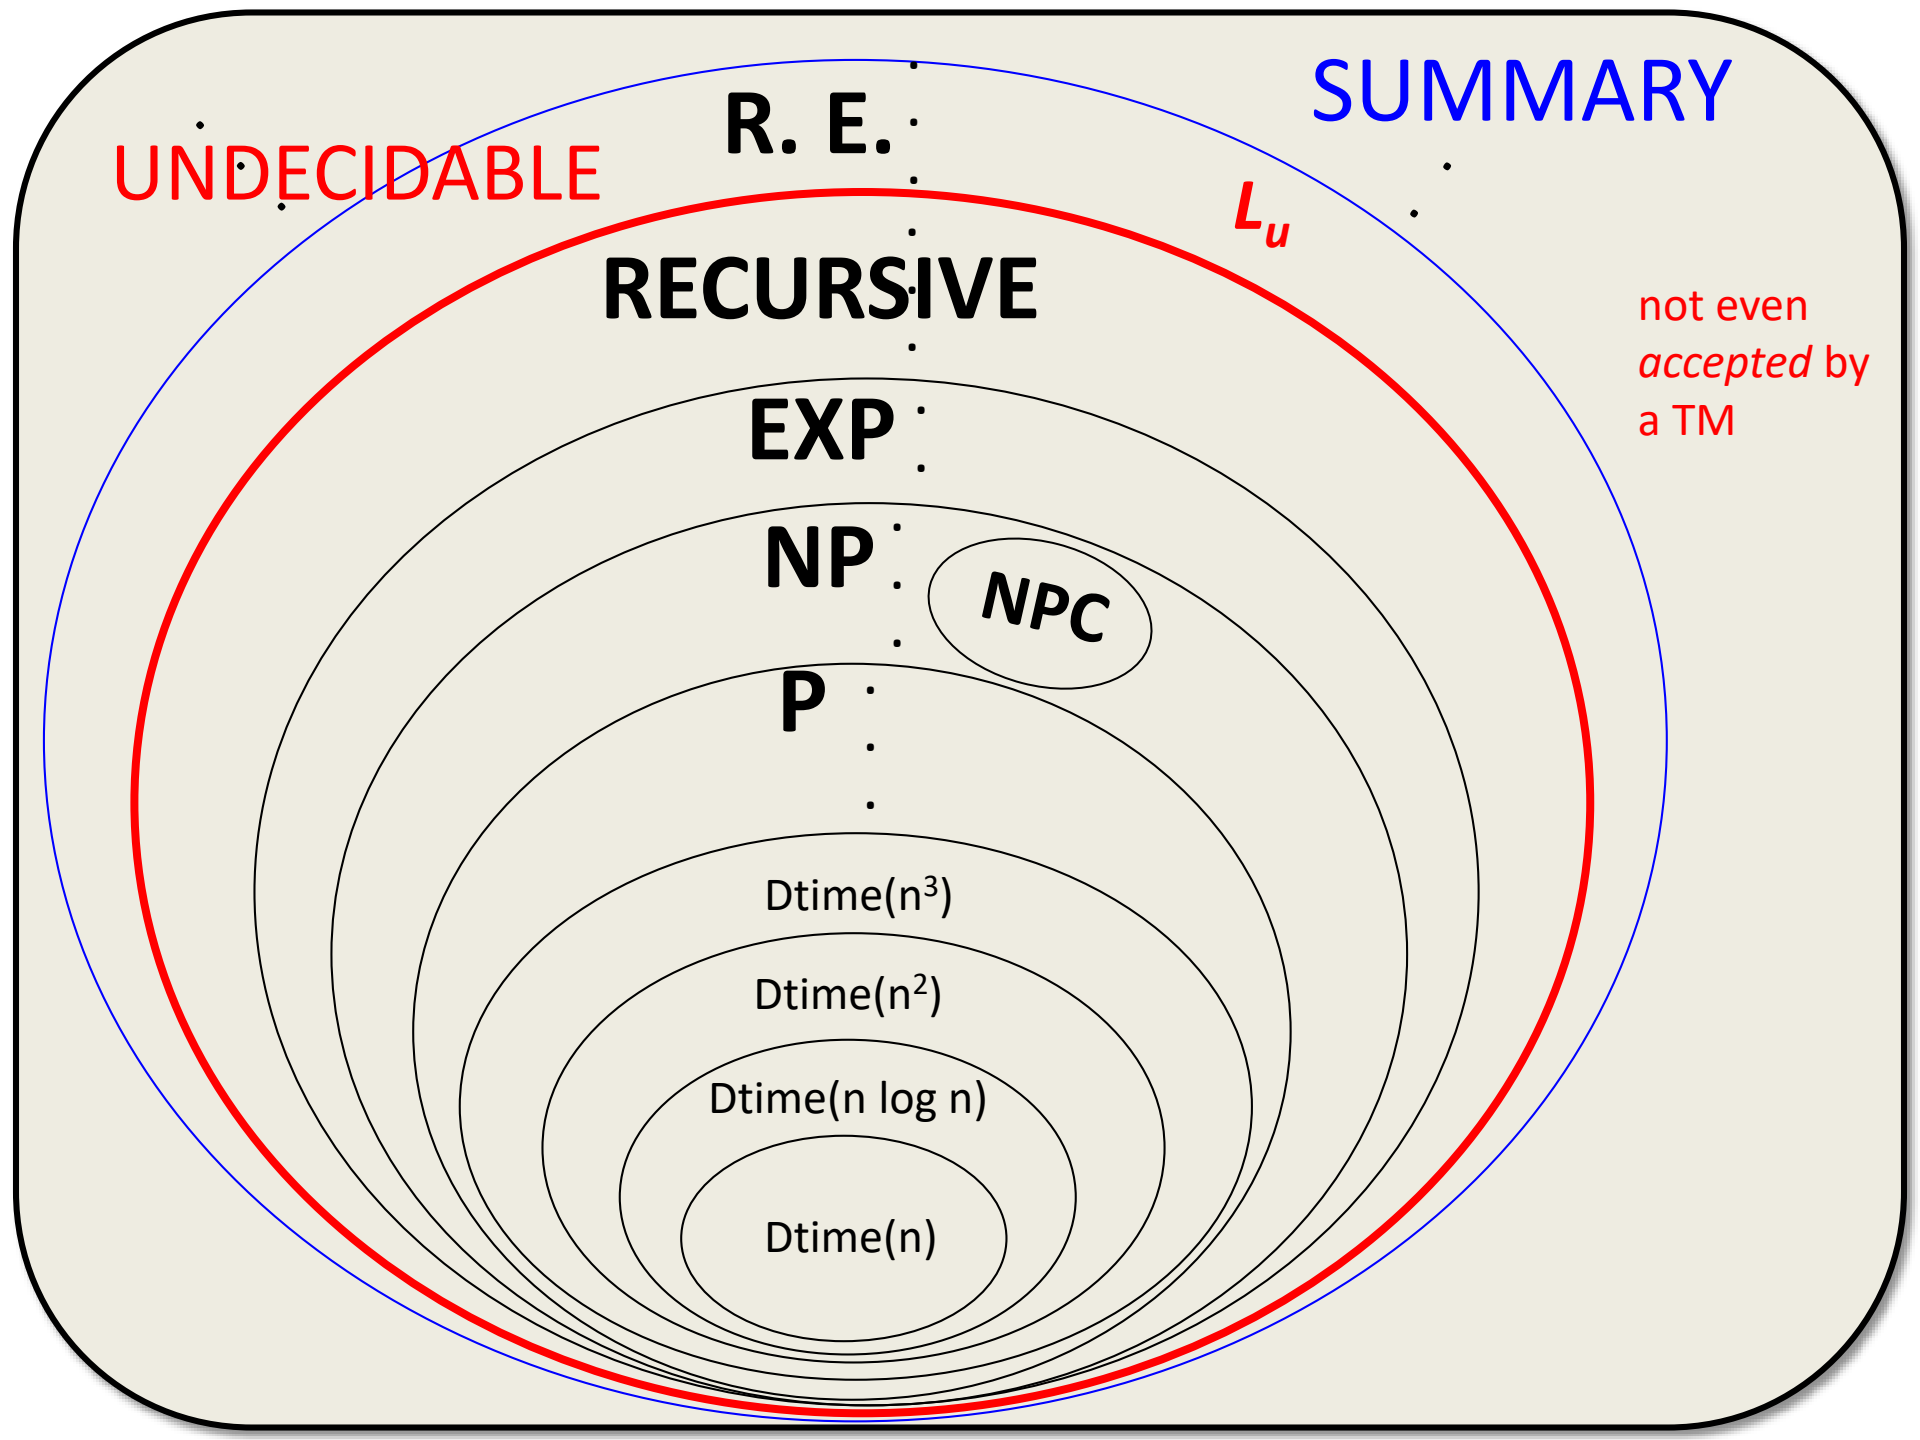 SUMMARY
R. E.
UNDECIDABLE
Lᵤ
RECURSIVE
not even
accepted by
a TM
EXP
NP
NPC
P
Dtime(n³)
Dtime(n²)
Dtime(n log n)
Dtime(n)